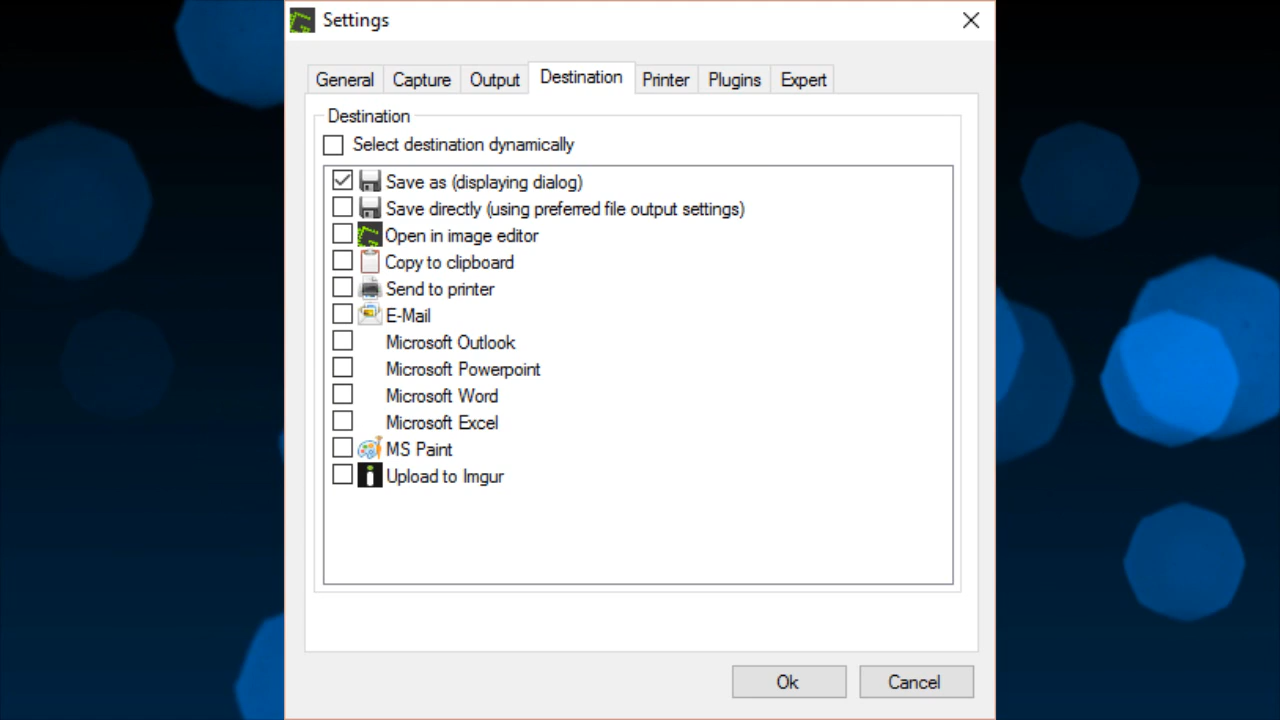 Settings
General Capture Output Destination Printer Plugins Expert
Destination
Select destination dynamically
Save as (displaying dialog)
Save directly (using preferred file output settings)
Open in image editor
Copy to clipboard
Send to printer
E-Mail
Microsoft Outlook
Microsoft Powerpoint
Microsoft Word
Microsoft Excel
MS Paint
Upload to Imgur
Ok Cancel